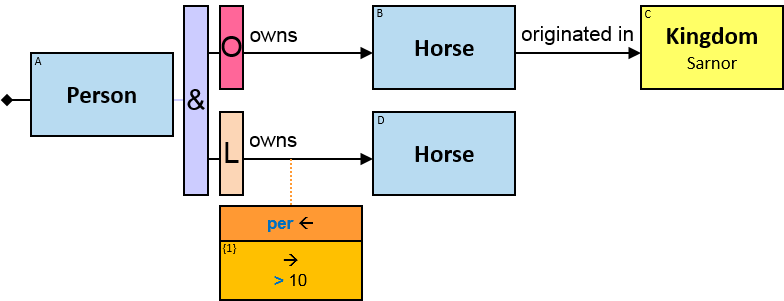 A
Person
&
O
owns
B
Horse
originated in
C
Kingdom
Sarnor
L
owns
D
Horse
per ←
{1}
→
> 10